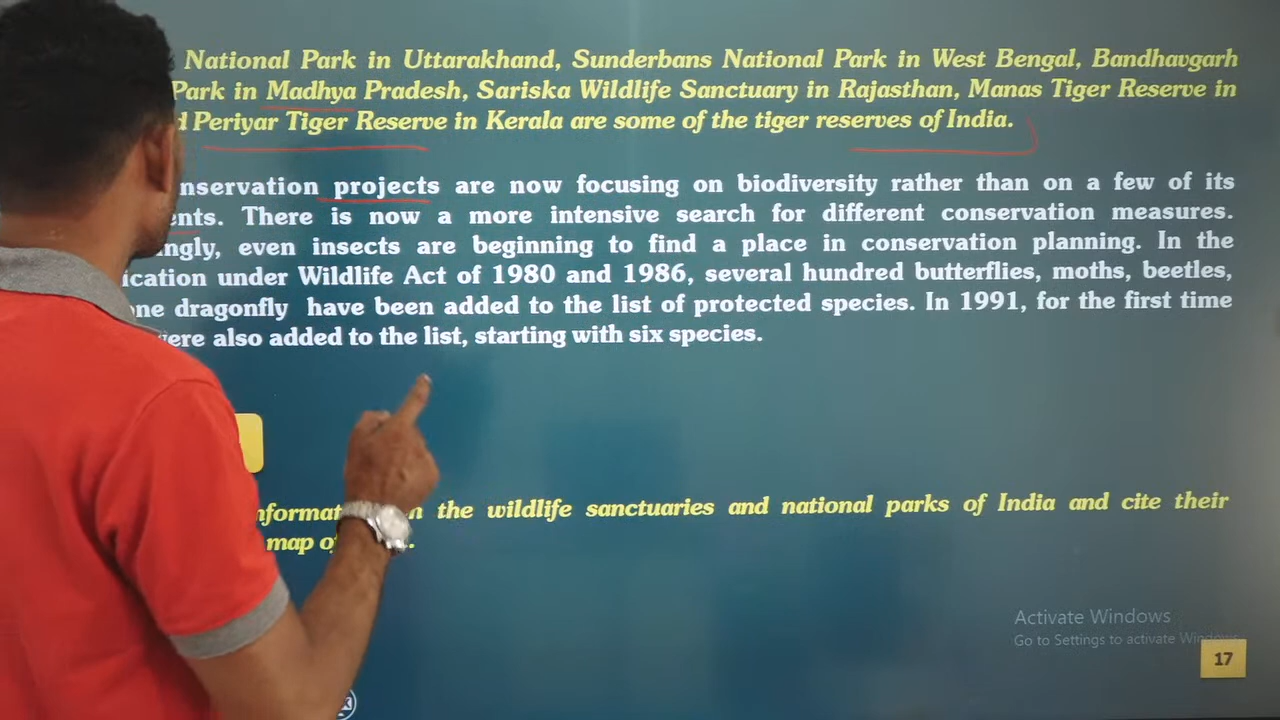 National Park in Uttarakhand, Sunderbans National Park in West Bengal, Bandhavgarh
Park in Madhya Pradesh, Sariska Wildlife Sanctuary in Rajasthan, Manas Tiger Reserve in
Periyar Tiger Reserve in Kerala are some of the tiger reserves of India.
projects are now focusing on biodiversity rather than on a few of its
There is now a more intensive search for different conservation measures.
even insects are beginning to find a place in conservation planning. In the
under Wildlife Act of 1980 and 1986, several hundred butterflies, moths, beetles,
dragonfly have been added to the list of protected species. In 1991, for the first time
also added to the list, starting with six species.
the wildlife sanctuaries and national parks of India and cite their
map
Activate Windows
Go to Settings to activate Windows.
17